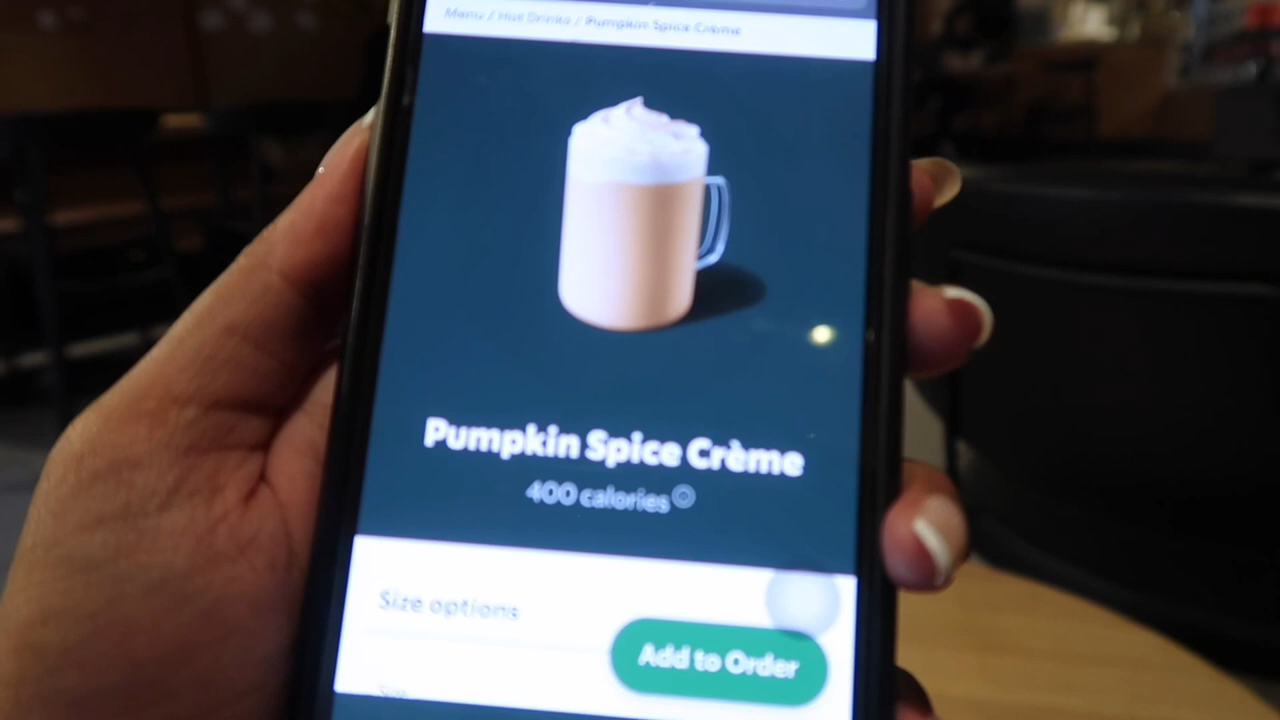 Menu / Hot Drinks / Pumpkin Spice Crème
Pumpkin Spice Crème
400 calories
Size options
Add to Order